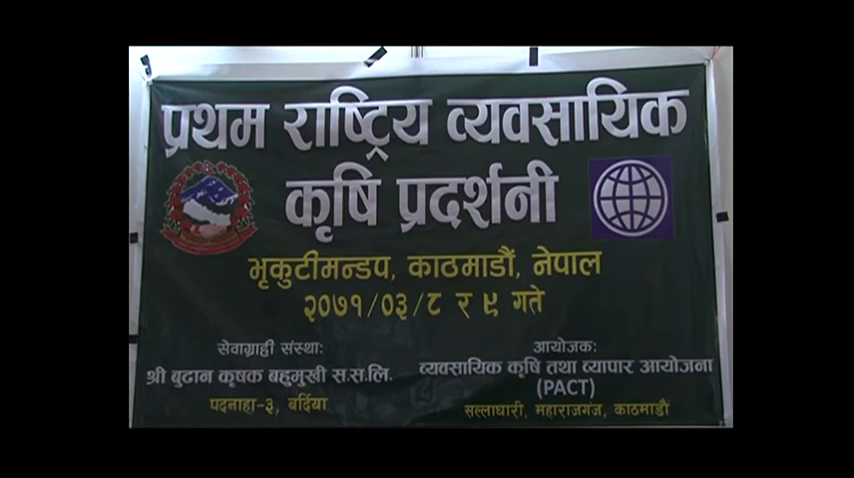 प्रथम राष्ट्रिय व्यवसायिक
कृषि प्रदर्शनी
भृकुटीमन्डप, काठमाडौं, नेपाल
२०७१/०३/८ र ९ गते
सेवाग्राही संस्था:
श्री बुढान कृषक बहुमुखी स.स.लि.
पदनाहा-३, बर्दिया
आयोजक:
व्यवसायिक कृषि तथा व्यापार आयोजना
(PACT)
सल्लाघारी, महाराजगंज, काठमाडौं